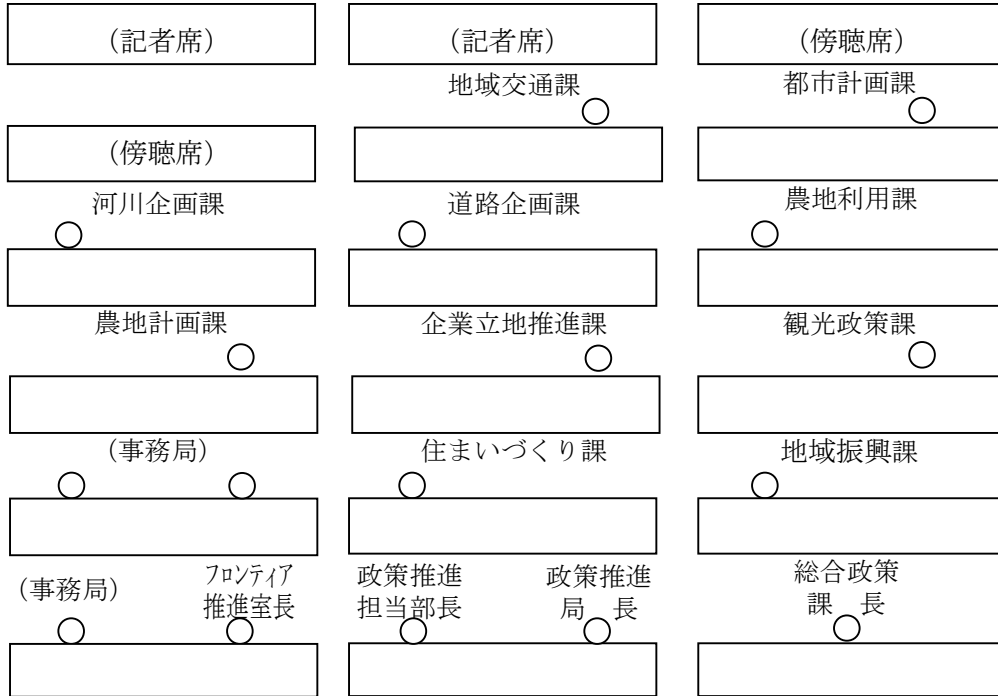 （記者席）
（記者席）
（傍聴席）
地域交通課
都市計画課
（傍聴席）
河川企画課
道路企画課
農地利用課
農地計画課
企業立地推進課
観光政策課
（事務局）
住まいづくり課
地域振興課
（事務局）
フロンティア
推進室長
政策推進
担当部長
政策推進
局　長
総合政策
課　長